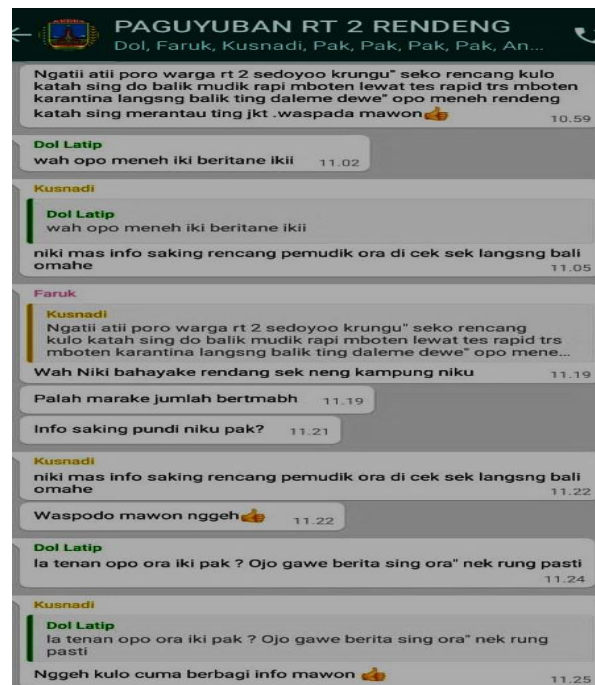 PAGUYUBAN RT 2 RENDENG
Dol, Faruk, Kusnadi, Pak, Pak, Pak, Pak, An...
Ngatii atii poro warga rt 2 sedoyoo krungu" seko rencang kulo
katah sing do balik mudik rapi mboten lewat tes rapid trs mboten
karantina langsng balik ting daleme dewe" opo meneh rendeng
katah sing merantau ting jkt .waspada mawon👍
10.59
Dol Latip
wah opo meneh iki beritane ikii 11.02
Kusnadi
Dol Latip
wah opo meneh iki beritane ikii
niki mas info saking rencang pemudik ora di cek sek langsng bali
omahe 11.05
Faruk
Kusnadi
Ngatii atii poro warga rt 2 sedoyoo krungu" seko rencang
kulo katah sing do balik mudik rapi mboten lewat tes rapid trs
mboten karantina langsng balik ting daleme dewe" opo mene...
Wah Niki bahayake rendang sek neng kampung niku 11.19
Palah marake jumlah bertmabh 11.19
Info saking pundi niku pak? 11.21
Kusnadi
niki mas info saking rencang pemudik ora di cek sek langsng bali
omahe 11.22
Waspodo mawon nggeh👍 11.22
Dol Latip
la tenan opo ora iki pak ? Ojo gawe berita sing ora" nek rung pasti
11.24
Kusnadi
Dol Latip
la tenan opo ora iki pak ? Ojo gawe berita sing ora" nek rung
pasti
Nggeh kulo cuma berbagi info mawon 👍 11.25